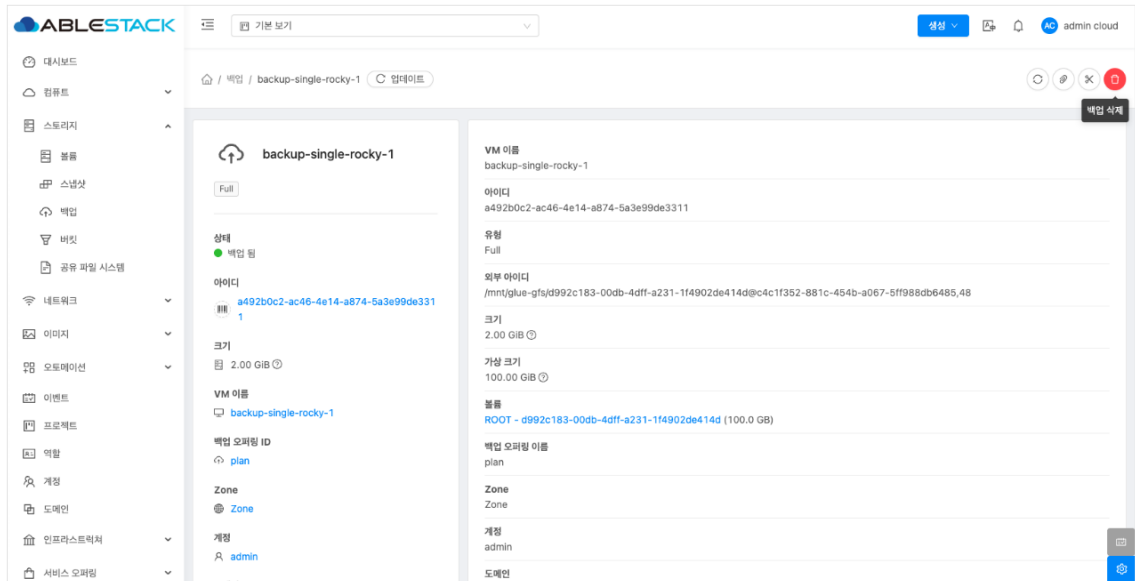 ABLESTACK
기본 보기
생성
AC
admin cloud
대시보드
컴퓨트
스토리지
볼륨
스냅샷
백업
버킷
공유 파일 시스템
네트워크
이미지
오토메이션
이벤트
프로젝트
역할
계정
도메인
인프라스트럭쳐
서비스 오퍼링
/ 백업 / backup-single-rocky-1
업데이트
백업 삭제
backup-single-rocky-1
Full
상태
백업 됨
아이디
a492b0c2-ac46-4e14-a874-5a3e99de331
1
크기
2.00 GiB
VM 이름
backup-single-rocky-1
백업 오퍼링 ID
plan
Zone
Zone
계정
admin
VM 이름
backup-single-rocky-1
아이디
a492b0c2-ac46-4e14-a874-5a3e99de3311
유형
Full
외부 아이디
/mnt/glue-gfs/d992c183-00db-4dff-a231-1f4902de414d@c4c1f352-881c-454b-a067-5ff988db6485,48
크기
2.00 GiB
가상 크기
100.00 GiB
볼륨
ROOT - d992c183-00db-4dff-a231-1f4902de414d (100.0 GB)
백업 오퍼링 이름
plan
Zone
Zone
계정
admin
도메인